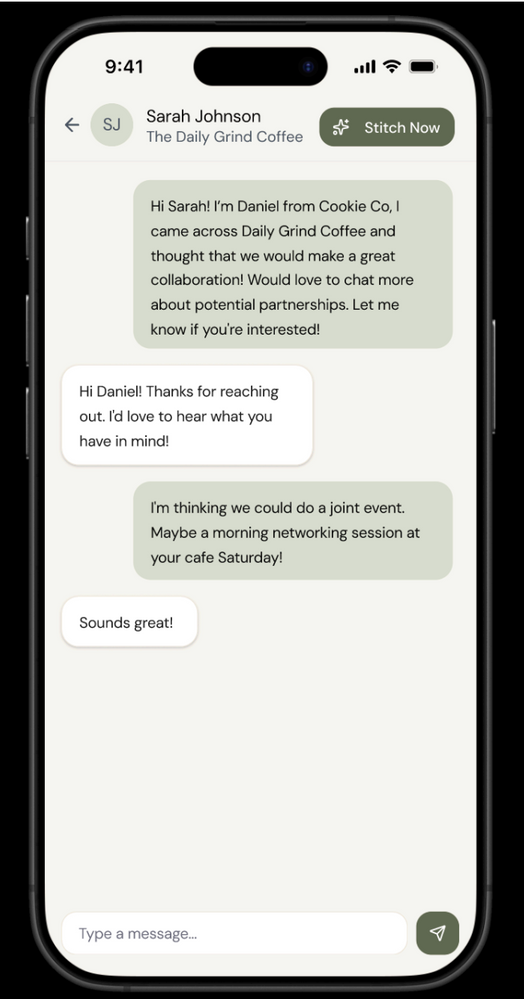 9:41
SJ
Sarah Johnson
The Daily Grind Coffee
Stitch Now
Hi Sarah! I’m Daniel from Cookie Co, I
came across Daily Grind Coffee and
thought that we would make a great
collaboration! Would love to chat more
about potential partnerships. Let me
know if you're interested!
Hi Daniel! Thanks for reaching
out. I'd love to hear what you
have in mind!
I'm thinking we could do a joint event.
Maybe a morning networking session at
your cafe Saturday!
Sounds great!
Type a message...